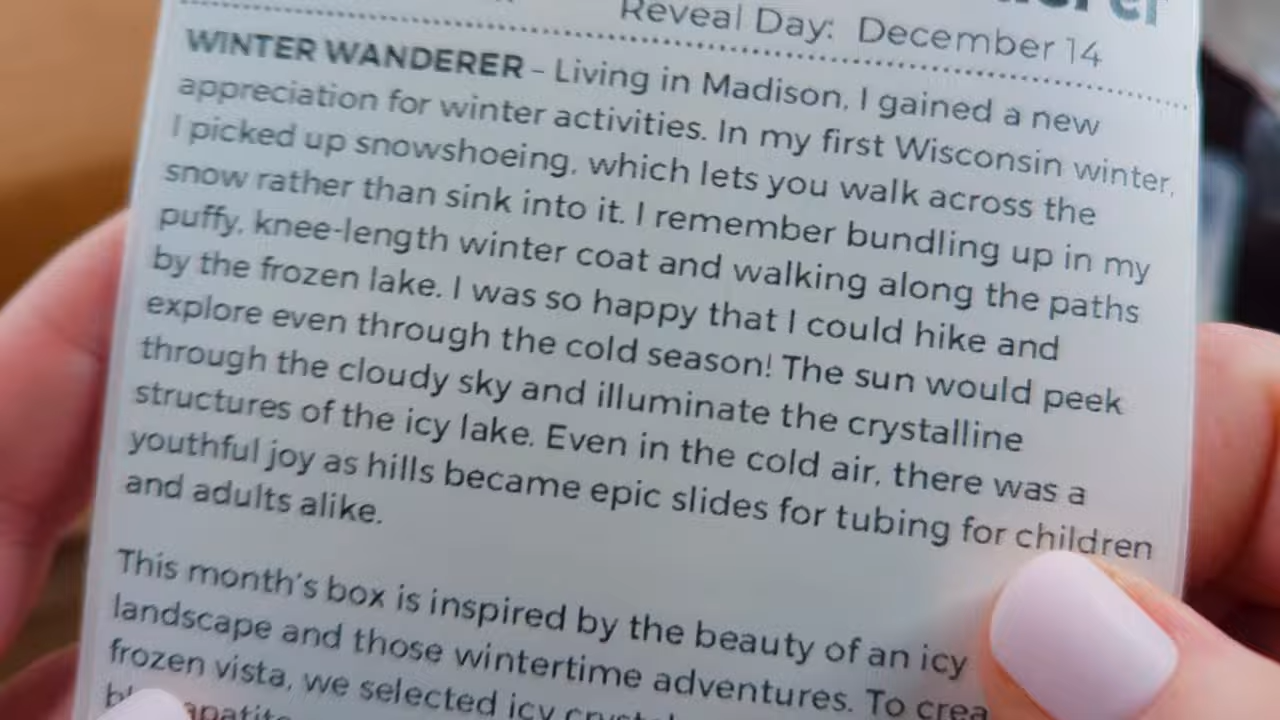 Reveal Day: December 14
WINTER WANDERER – Living in Madison, I gained a new
appreciation for winter activities. In my first Wisconsin winter,
I picked up snowshoeing, which lets you walk across the
snow rather than sink into it. I remember bundling up in my
puffy, knee-length winter coat and walking along the paths
by the frozen lake. I was so happy that I could hike and
explore even through the cold season! The sun would peek
through the cloudy sky and illuminate the crystalline
structures of the icy lake. Even in the cold air, there was a
youthful joy as hills became epic slides for tubing for children
and adults alike.
This month's box is inspired by the beauty of an icy
landscape and those wintertime adventures. To crea
frozen vista, we selected icy